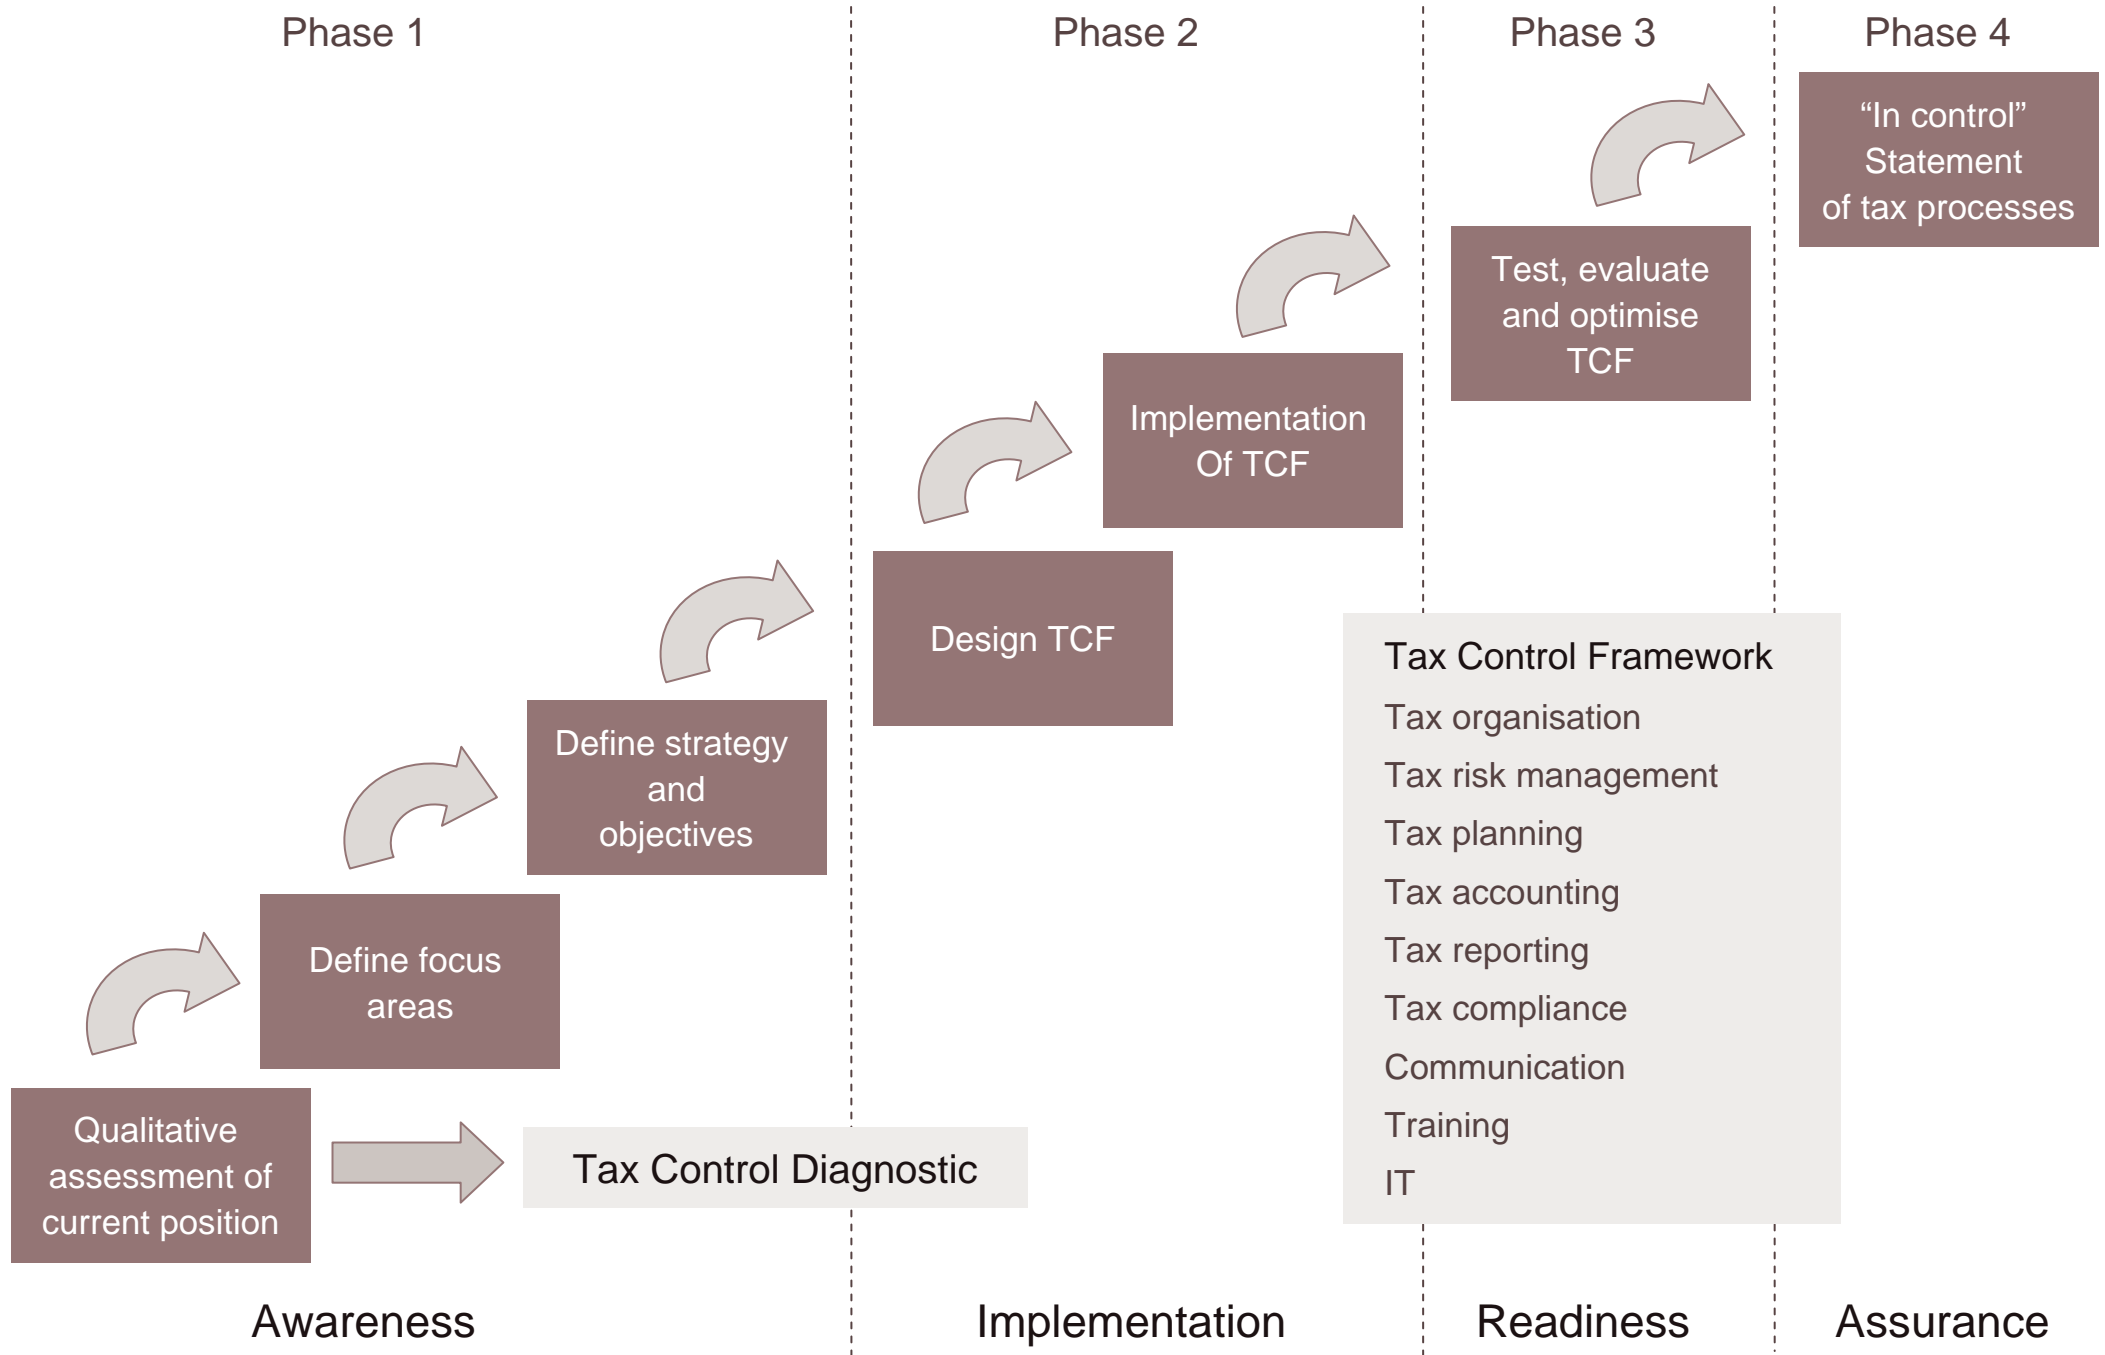 Phase 1
Phase 2
Phase 3
Phase 4
“In control”
Statement
of tax processes
Test, evaluate
and optimise
TCF
Implementation
Of TCF
Design TCF
Define strategy
and
objectives
Define focus
areas
Qualitative
assessment of
current position
Tax Control Diagnostic
Tax Control Framework
Tax organisation
Tax risk management
Tax planning
Tax accounting
Tax reporting
Tax compliance
Communication
Training
IT
Awareness
Implementation
Readiness
Assurance